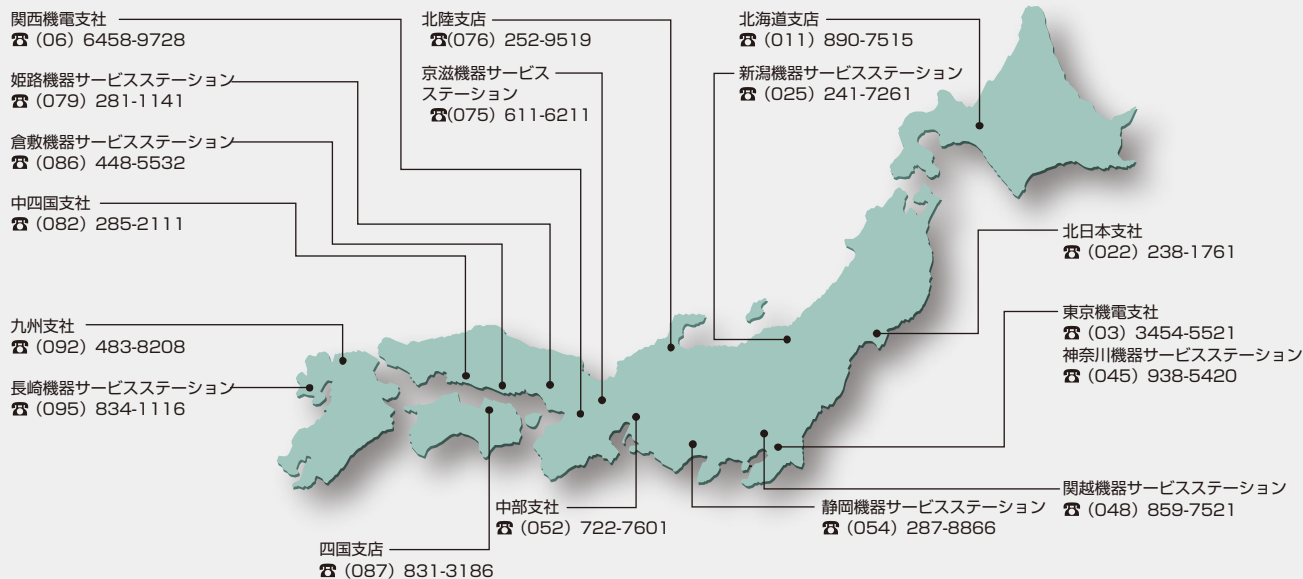 関西機電支社
☎ (06) 6458-9728
姫路機器サービスステーション
☎ (079) 281-1141
倉敷機器サービスステーション
☎ (086) 448-5532
中四国支社
☎ (082) 285-2111
九州支社
☎ (092) 483-8208
長崎機器サービスステーション
☎ (095) 834-1116
北陸支店
☎(076) 252-9519
京滋機器サービス
ステーション
☎(075) 611-6211
北海道支店
☎ (011) 890-7515
新潟機器サービスステーション
☎ (025) 241-7261
北日本支社
☎ (022) 238-1761
東京機電支社
☎ (03) 3454-5521
神奈川機器サービスステーション
☎ (045) 938-5420
関越機器サービスステーション
☎ (048) 859-7521
静岡機器サービスステーション
☎ (054) 287-8866
中部支社
☎ (052) 722-7601
四国支店
☎ (087) 831-3186